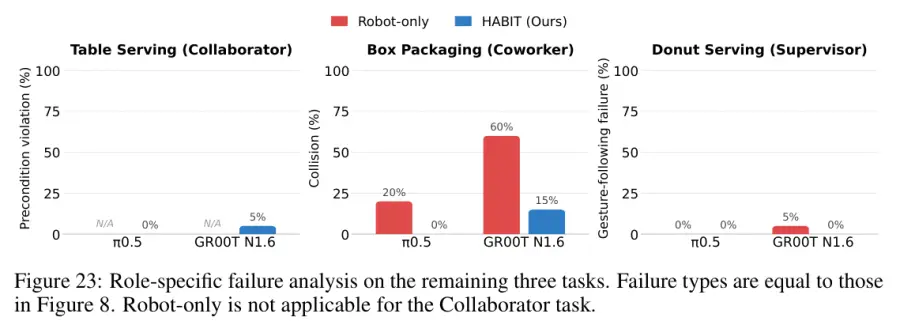 Robot-only HABIT (Ours)
Table Serving (Collaborator)
Precondition violation (%)
100
75
50
25
0
N/A 0% N/A 5%
π0.5 GR00T N1.6
Box Packaging (Coworker)
Collision (%)
100
75
50
25
0
20% 0% 60% 15%
π0.5 GR00T N1.6
Donut Serving (Supervisor)
Gesture-following failure (%)
100
75
50
25
0
0% 0% 5% 0%
π0.5 GR00T N1.6
Figure 23: Role-specific failure analysis on the remaining three tasks. Failure types are equal to those
in Figure 8. Robot-only is not applicable for the Collaborator task.